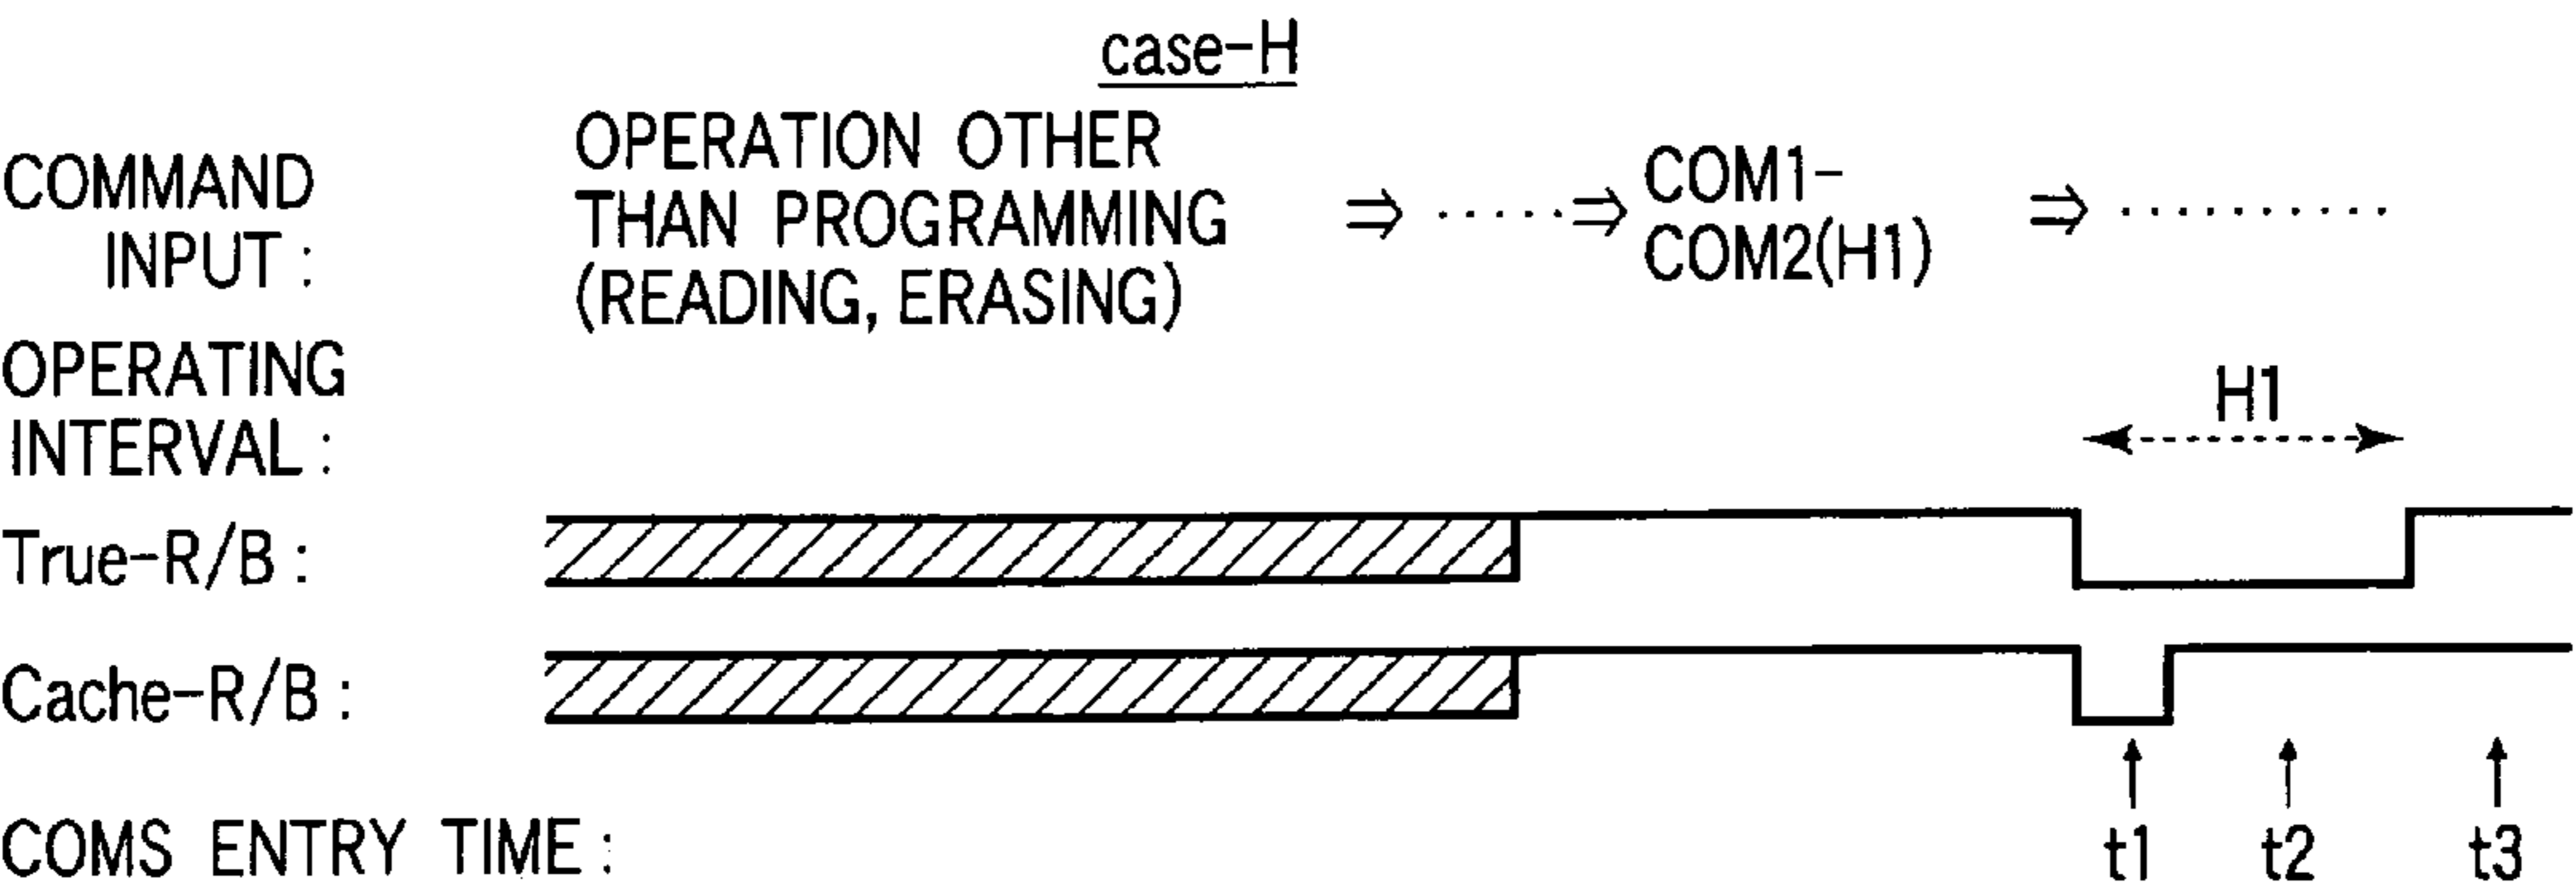 case-H
COMMAND INPUT :
OPERATION OTHER
THAN PROGRAMMING
(READING, ERASING)
⇒ ····· ⇒
COM1-
COM2(H1)
⇒ ·········
OPERATING
INTERVAL :
H1
True-R/B :
Cache-R/B :
COMS ENTRY TIME :
t1 t2 t3